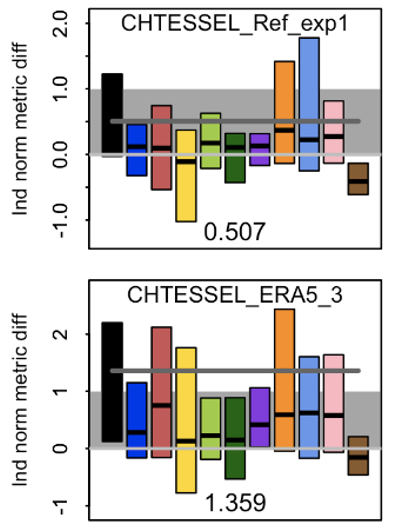 CHTESSEL_Ref_exp1
2.0
1.0
0.0
-1.0
Ind norm metric diff
0.507
CHTESSEL_ERA5_3
2
1
0
-1
Ind norm metric diff
1.359